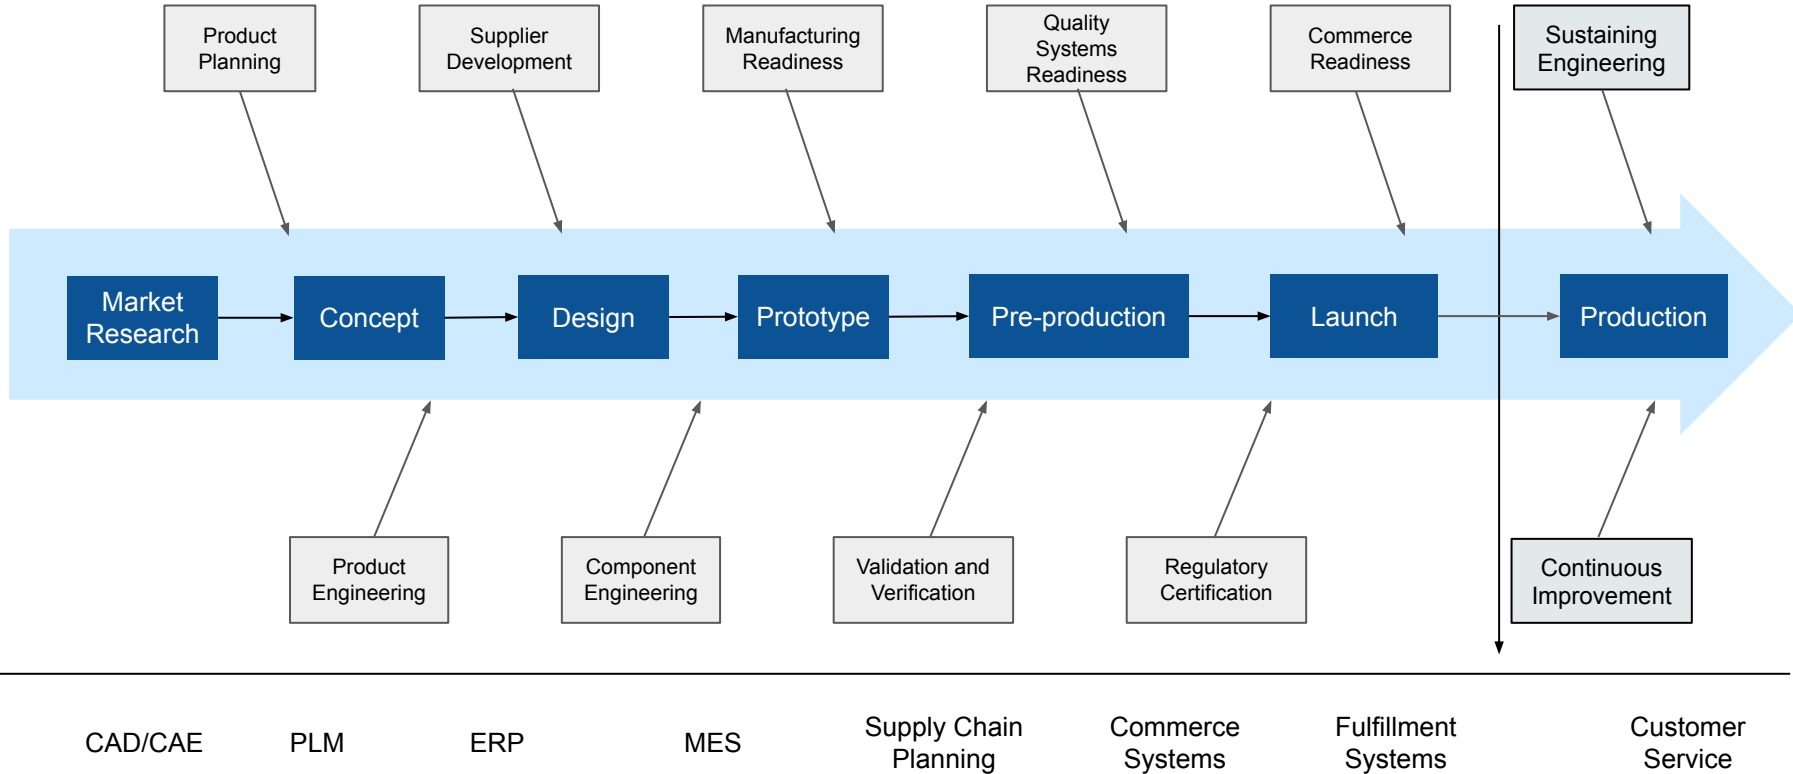 Product
Planning
Supplier
Development
Manufacturing
Readiness
Quality
Systems
Readiness
Commerce
Readiness
Sustaining
Engineering
Market
Research
Concept
Design
Prototype
Pre-production
Launch
Production
Product
Engineering
Component
Engineering
Validation and
Verification
Regulatory
Certification
Continuous
Improvement
CAD/CAE
PLM
ERP
MES
Supply Chain
Planning
Commerce
Systems
Fulfillment
Systems
Customer
Service